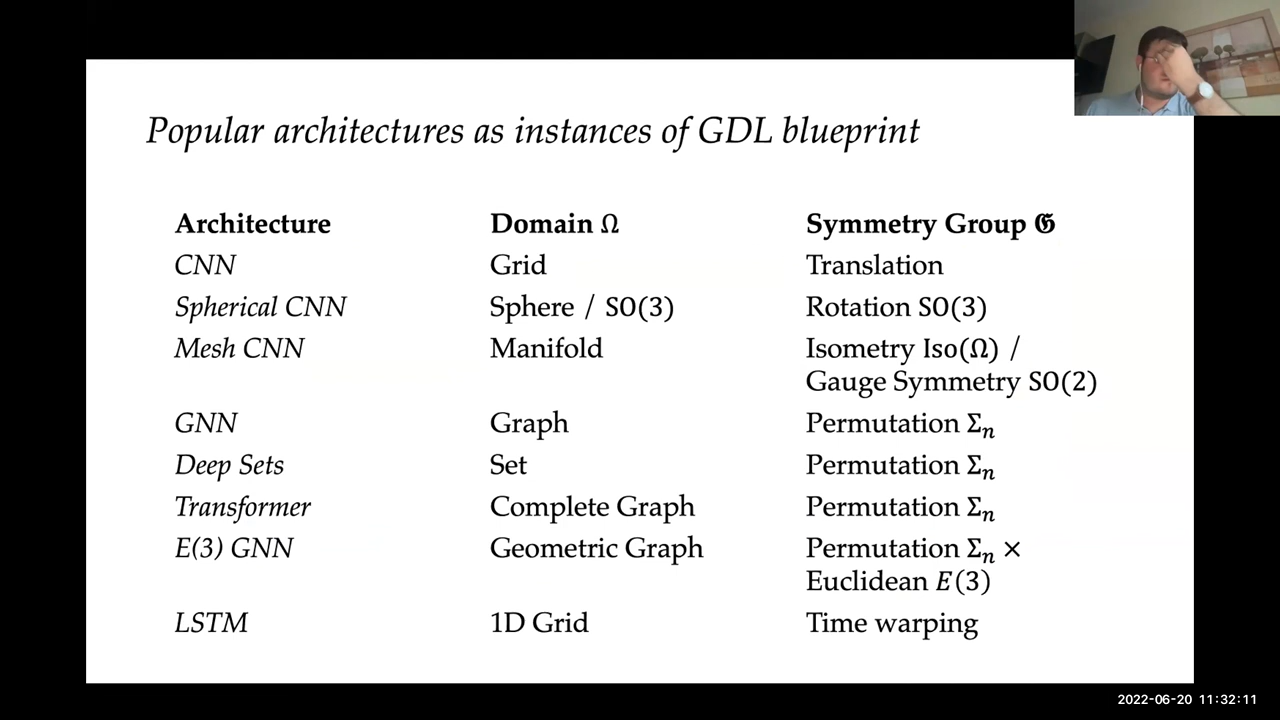 Popular architectures as instances of GDL blueprint
Architecture Domain Ω Symmetry Group 𝕲
CNN Grid Translation
Spherical CNN Sphere / SO(3) Rotation SO(3)
Mesh CNN Manifold Isometry Iso(Ω) /
Gauge Symmetry SO(2)
GNN Graph Permutation Σₙ
Deep Sets Set Permutation Σₙ
Transformer Complete Graph Permutation Σₙ
E(3) GNN Geometric Graph Permutation Σₙ ×
Euclidean E(3)
LSTM 1D Grid Time warping
2022-06-20 11:32:11